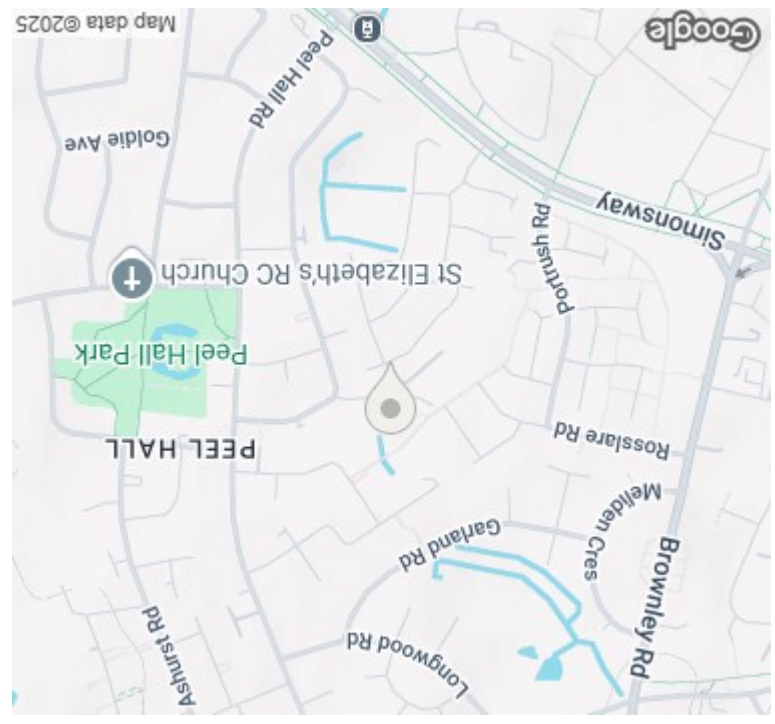 Longwood Rd
Ashurst Rd
Brownley Rd
Garland Rd
Meliden Cres
PEEL HALL
Rosslare Rd
Peel Hall Park
St Elizabeth's RC Church
Portrush Rd
Simonsway
Goldie Ave
Peel Hall Rd
Google
Map data ©2025